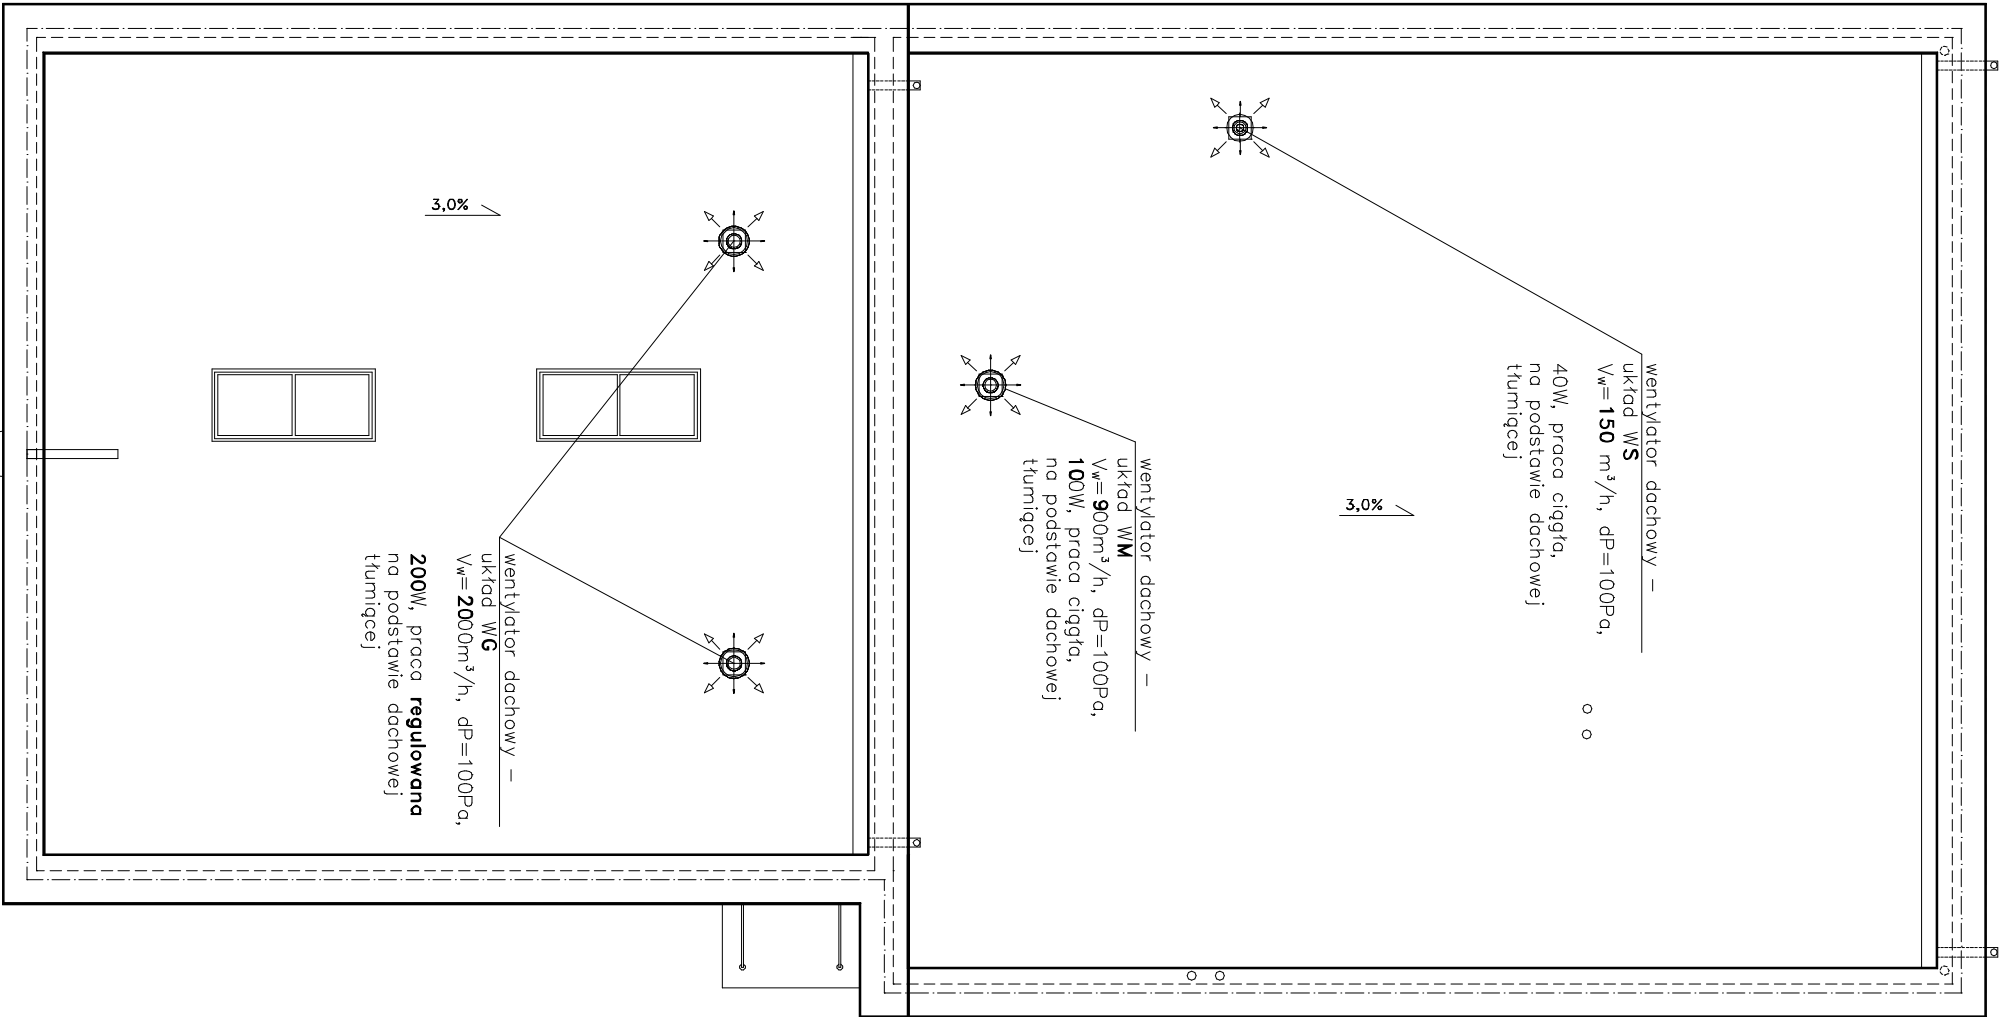 3,0%
wentylator dachowy –
układ WG
Vw=2000m³/h, dP=100Pa,
200W, praca regulowana
na podstawie dachowej
tłumiącej
wentylator dachowy –
układ WM
Vw=900m³/h, dP=100Pa,
100W, praca ciągła,
na podstawie dachowej
tłumiącej
3,0%
wentylator dachowy –
układ WS
Vw=150 m³/h, dP=100Pa,
40W, praca ciągła,
na podstawie dachowej
tłumiącej